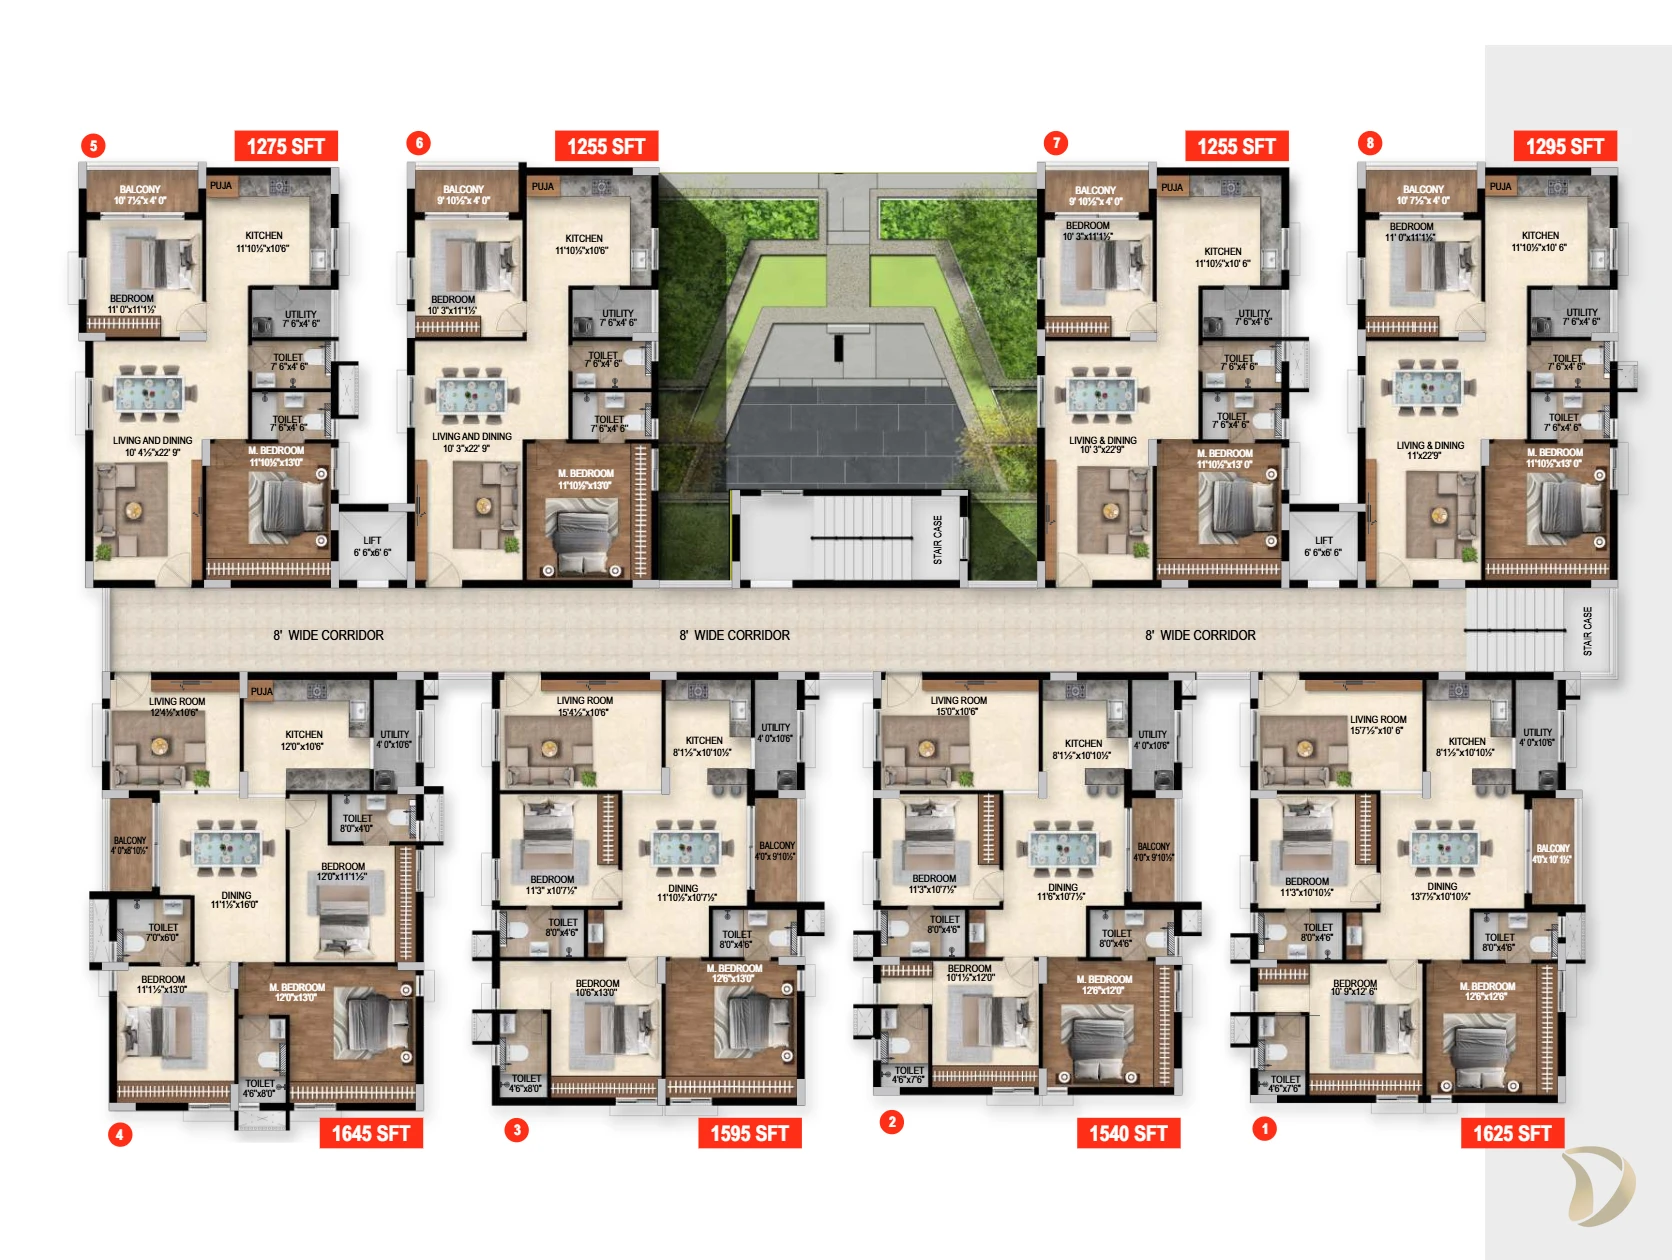 5
1275 SFT
BALCONY
10' 7½"x 4' 0"
PUJA
KITCHEN
11'10½"x10'6"
BEDROOM
11' 0"x11'1½'
UTILITY
7' 6"x4' 6"
TOILET
7' 6"x4' 6"
TOILET
7' 6"x4' 6"
LIVING AND DINING
10' 4½"x22' 9"
M. BEDROOM
11'10½"x13'0"
LIFT
6' 6"x6' 6"
6
1255 SFT
BALCONY
9' 10½"x 4' 0"
PUJA
KITCHEN
11'10½"x10'6"
BEDROOM
10' 3"x11'1½'
UTILITY
7' 6"x4' 6"
TOILET
7' 6"x4' 6"
TOILET
7' 6"x4' 6"
LIVING AND DINING
10' 3"x22' 9"
M. BEDROOM
11'10½"x13'0"
STAIR CASE
7
1255 SFT
BALCONY
9' 10½"x 4' 0"
PUJA
BEDROOM
10' 3"x11'1½"
KITCHEN
11'10½"x10' 6"
UTILITY
7' 6"x4' 6"
TOILET
7' 6"x4' 6"
TOILET
7' 6"x4' 6"
LIVING & DINING
10' 3"x22'9"
M. BEDROOM
11'10½"x13' 0"
LIFT
6' 6"x6' 6"
8
1295 SFT
BALCONY
10' 7½"x 4' 0"
PUJA
BEDROOM
11' 0"x11'1½"
KITCHEN
11'10½"x10' 6"
UTILITY
7' 6"x4' 6"
TOILET
7' 6"x4' 6"
TOILET
7' 6"x4' 6"
LIVING & DINING
11'x22'9"
M. BEDROOM
11'10½"x13' 0"
8' WIDE CORRIDOR
8' WIDE CORRIDOR
8' WIDE CORRIDOR
STAIR CASE
LIVING ROOM
12'4½"x10'6"
PUJA
KITCHEN
12'0"x10'6"
UTILITY
4' 0"x10'6"
BALCONY
4' 0"x8'10½"
TOILET
8'0"x4'0"
BEDROOM
12'0"x11'1½"
DINING
11'1½"x16'0"
TOILET
7'0"x6'0"
BEDROOM
11'1½"x13'0"
M. BEDROOM
12'0"x13'0"
TOILET
4'6"x8'0"
4
1645 SFT
LIVING ROOM
15'4½"x10'6"
KITCHEN
8'1½"x10'10½"
UTILITY
4' 0"x10'6"
BALCONY
4'0"x 9'10½"
BEDROOM
11'3" x10'7½"
DINING
11'10½"x10'7½"
TOILET
8'0"x4'6"
TOILET
8'0"x4'6"
BEDROOM
10'6"x13'0"
M. BEDROOM
12'6"x13'0"
TOILET
4'6"x8'0"
3
1595 SFT
LIVING ROOM
15'0"x10'6"
KITCHEN
8'1½"x10'10½"
UTILITY
4' 0"x10'6"
BALCONY
4'0"x 9'10½"
BEDROOM
11'3"x10'7½"
DINING
11'6"x10'7½"
TOILET
8'0"x4'6"
TOILET
8'0"x4'6"
BEDROOM
10'1½"x12'0"
M. BEDROOM
12'6"x12'0"
TOILET
4'6"x7'6"
2
1540 SFT
LIVING ROOM
15'7½"x10' 6"
KITCHEN
8'1½"x10'10½"
UTILITY
4' 0"x10'6"
BALCONY
4'0"x 10' 1½"
BEDROOM
11'3"x10'10½"
DINING
13'7½"x10'10½"
TOILET
8'0"x4'6"
TOILET
8'0"x4'6"
BEDROOM
10' 9"x12' 6"
M. BEDROOM
12'6"x12'6"
TOILET
4'6"x7'6"
1
1625 SFT